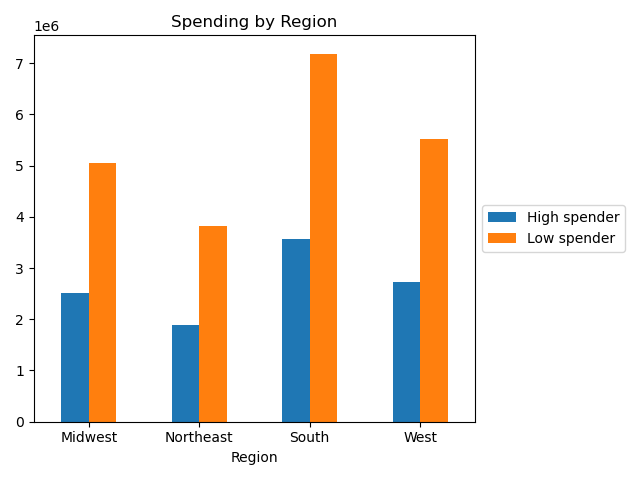 Spending by Region
1e6
7
6
5
4
3
2
1
0
Midwest Northeast South West
Region
High spender
Low spender